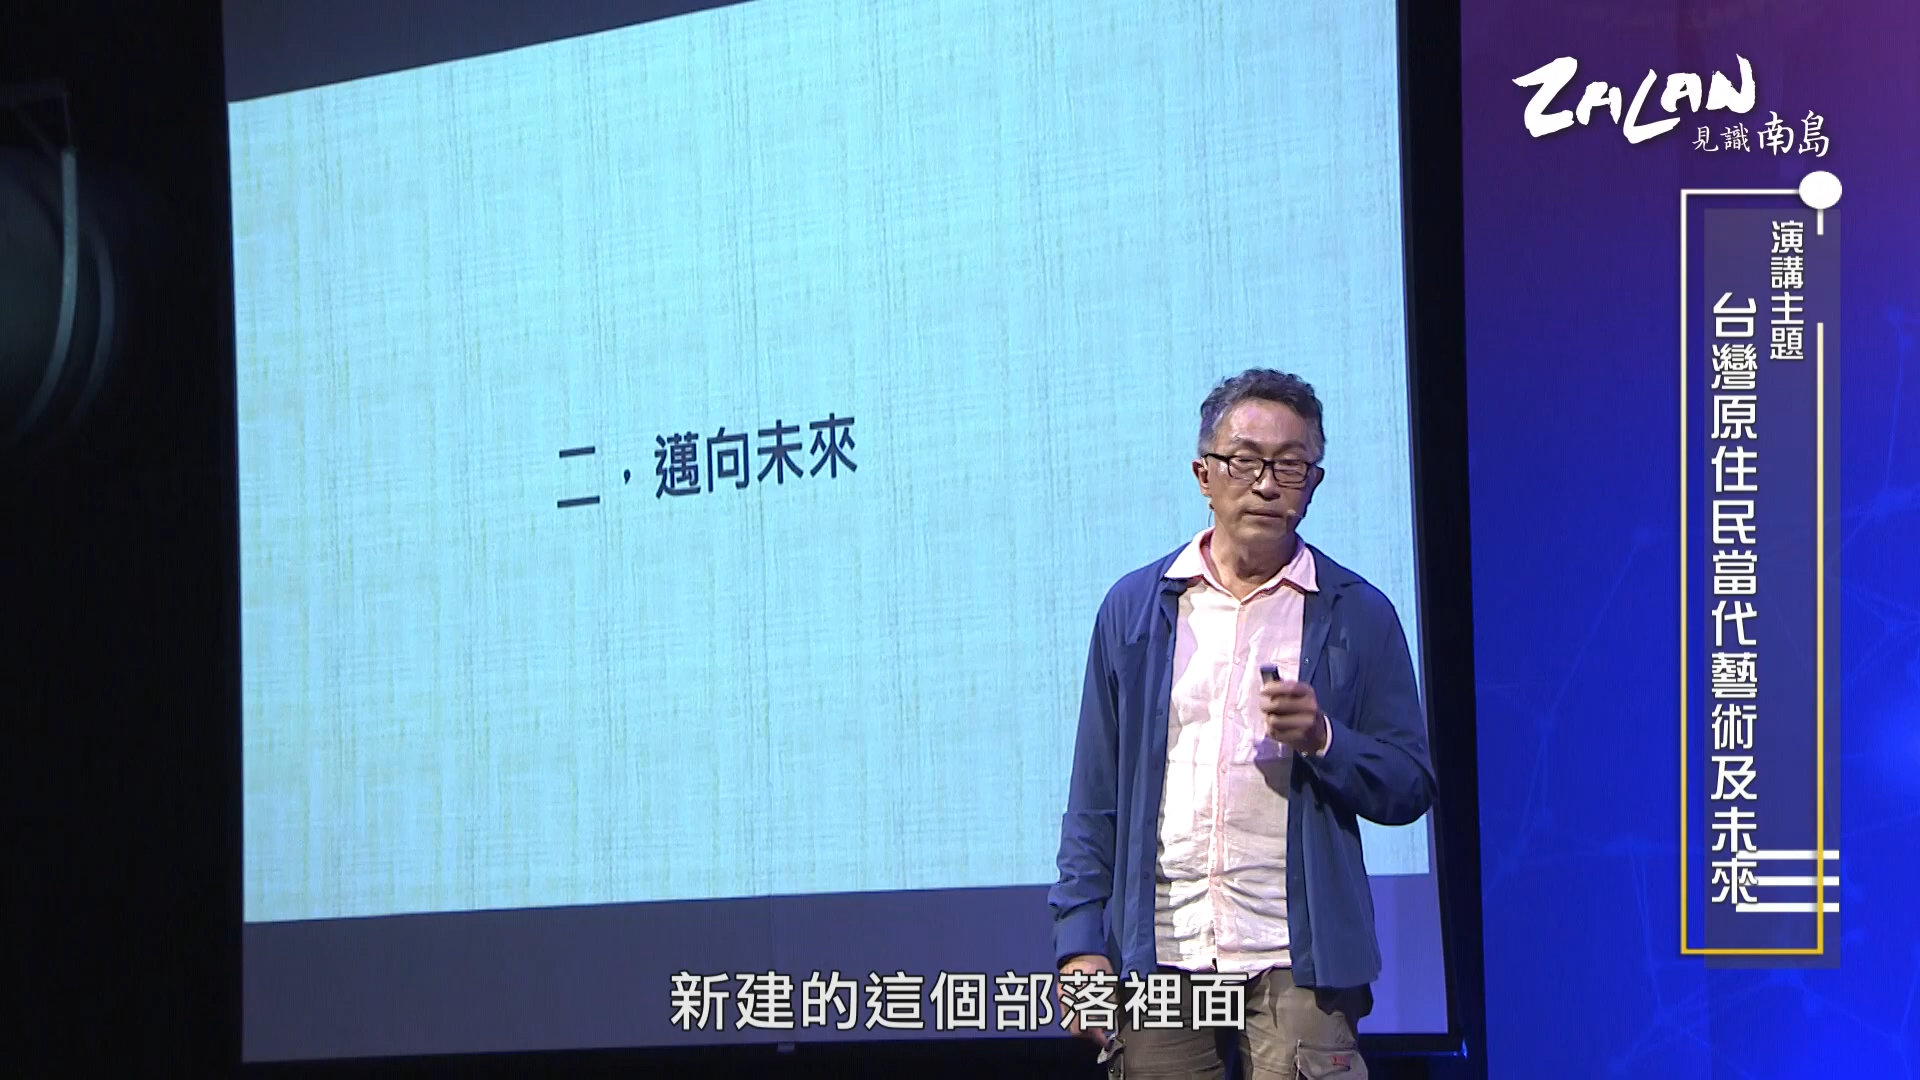 ZALAN
見識南島
演講主題
台灣原住民當代藝術及未來
二，邁向未來
新建的這個部落裡面